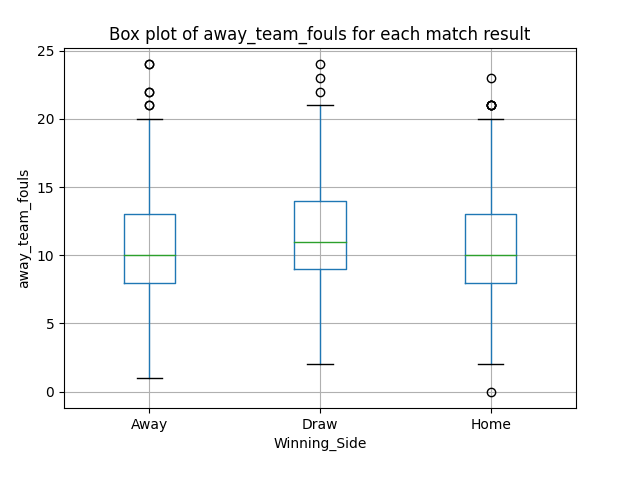 Box plot of away_team_fouls for each match result
25
20
15
10
5
0
away_team_fouls
Away Draw Home
Winning_Side